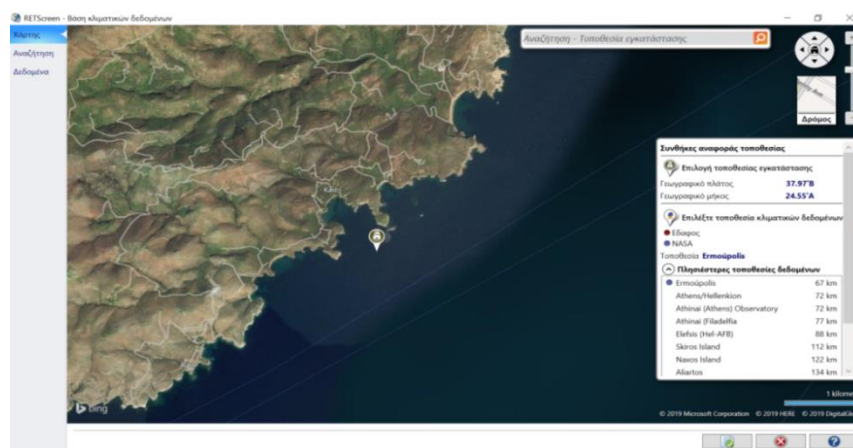 RETScreen - Βάση κλιματικών δεδομένων
Χάρτης
Αναζήτηση
Δεδομένα
Αναζήτηση - Τοποθεσία εγκατάστασης
Δρόμος
Συνθήκες αναφοράς τοποθεσίας
Επιλογή τοποθεσίας εγκατάστασης
Γεωγραφικό πλάτος 37.97˚Β
Γεωγραφικό μήκος 24.55˚Α
Επιλέξτε τοποθεσία κλιματικών δεδομένων
Έδαφος
NASA
Τοποθεσία Ermoúpolis
Πλησιέστερες τοποθεσίες δεδομένων
Ermoúpolis 67 km
Athens/Hellenkion 72 km
Athinai (Athens) Observatory 72 km
Athinai (Filadelfia 77 km
Elefsis (Hel-AFB) 88 km
Skiros Island 112 km
Naxos Island 122 km
Aliartos 134 km
1 kilome
bing
© 2019 Microsoft Corporation © 2019 HERE © 2019 DigitalGlo